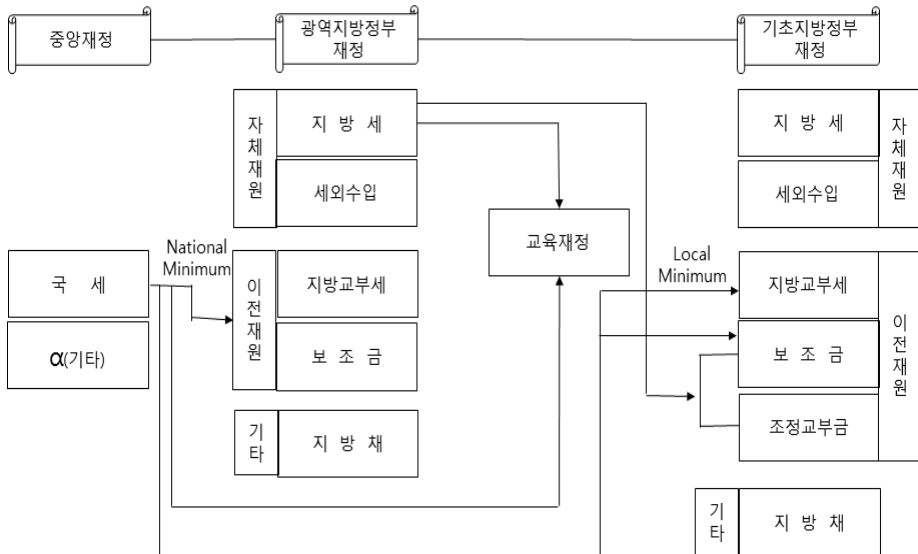 중앙재정
광역지방정부
재정
기초지방정부
재정
자체재원
지 방 세
세외수입
지 방 세
세외수입
자체재원
교육재정
National
Minimum
Local
Minimum
국 세
α(기타)
이전재원
지방교부세
보 조 금
지방교부세
보 조 금
조정교부금
이전재원
기타
지 방 채
기타
지 방 채